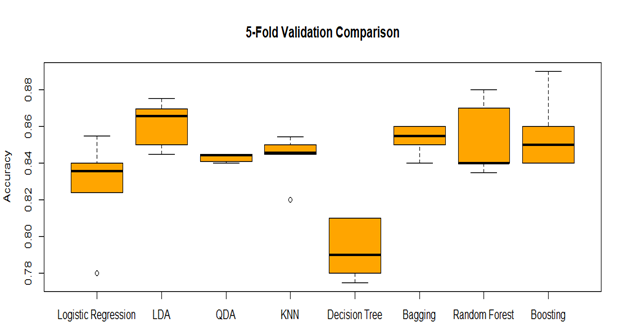 5-Fold Validation Comparison
Accuracy
0.88
0.86
0.84
0.82
0.80
0.78
Logistic Regression LDA QDA KNN Decision Tree Bagging Random Forest Boosting